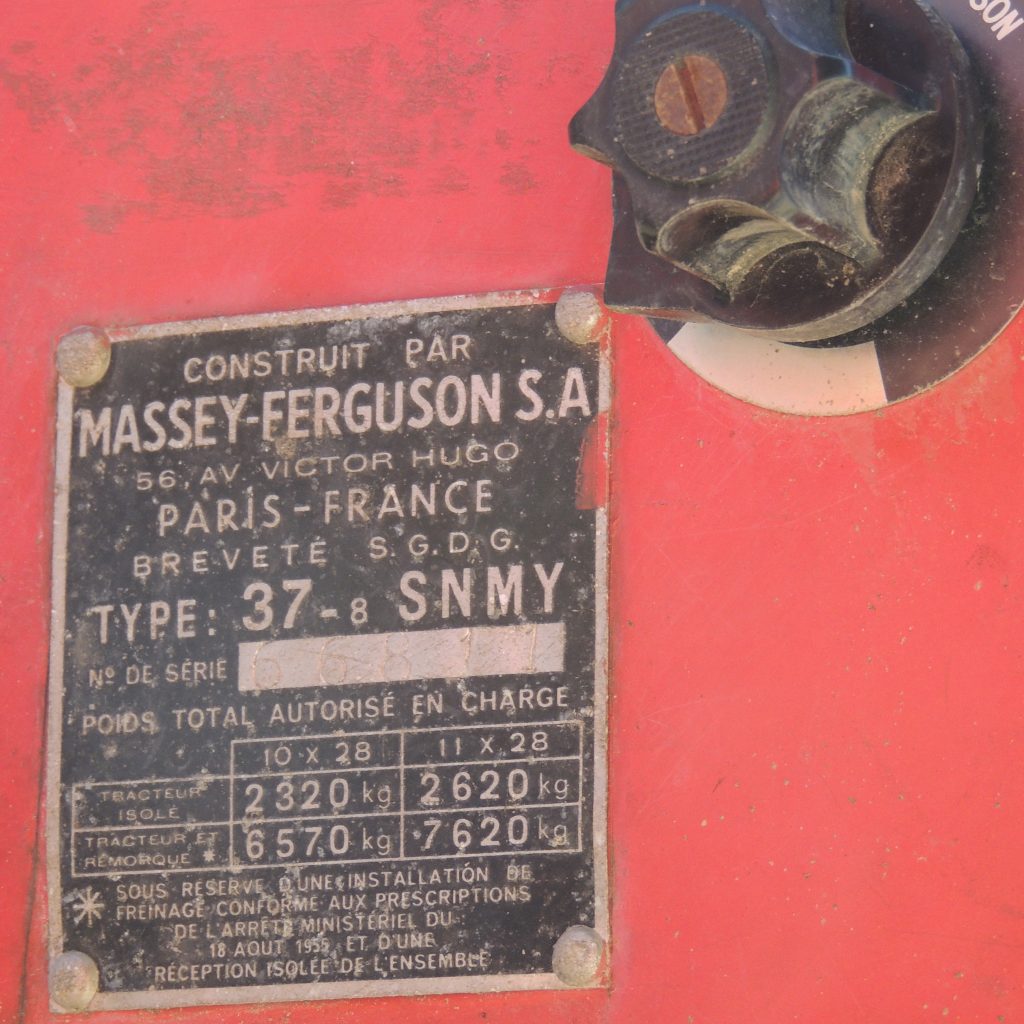 SON
CONSTRUIT PAR
MASSEY-FERGUSON S.A
56, AV. VICTOR HUGO
PARIS - FRANCE
BREVETÉ S.G.D.G.
TYPE: 37-8 SNMY
Nº DE SÉRIE 66811
POIDS TOTAL AUTORISÉ EN CHARGE
10 X 28 11 X 28
TRACTEUR ISOLÉ 2320 kg 2620 kg
TRACTEUR ET REMORQUE * 6570 kg 7620 kg
* SOUS RÉSERVE D'UNE INSTALLATION DE
FREINAGE CONFORME AUX PRESCRIPTIONS
DE L'ARRÊTÉ MINISTÉRIEL DU :
18 AOUT 1955 ET D'UNE
RÉCEPTION ISOLÉE DE L'ENSEMBLE